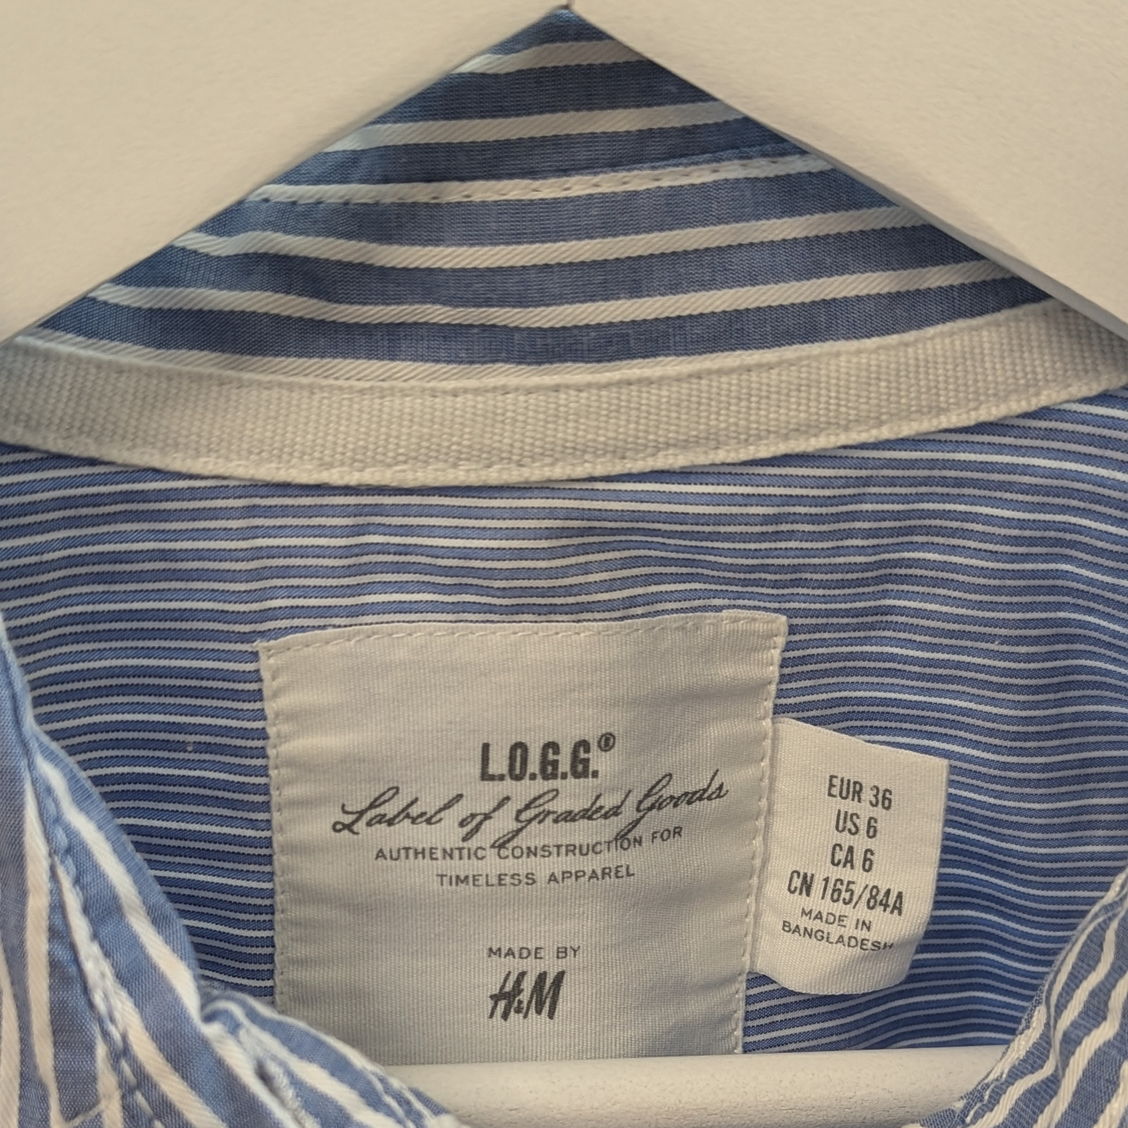 L.O.G.G.®
Label of Graded Goods
AUTHENTIC CONSTRUCTION FOR
TIMELESS APPAREL
MADE BY
H&M
EUR 36
US 6
CA 6
CN 165/84A
MADE IN
BANGLADESH